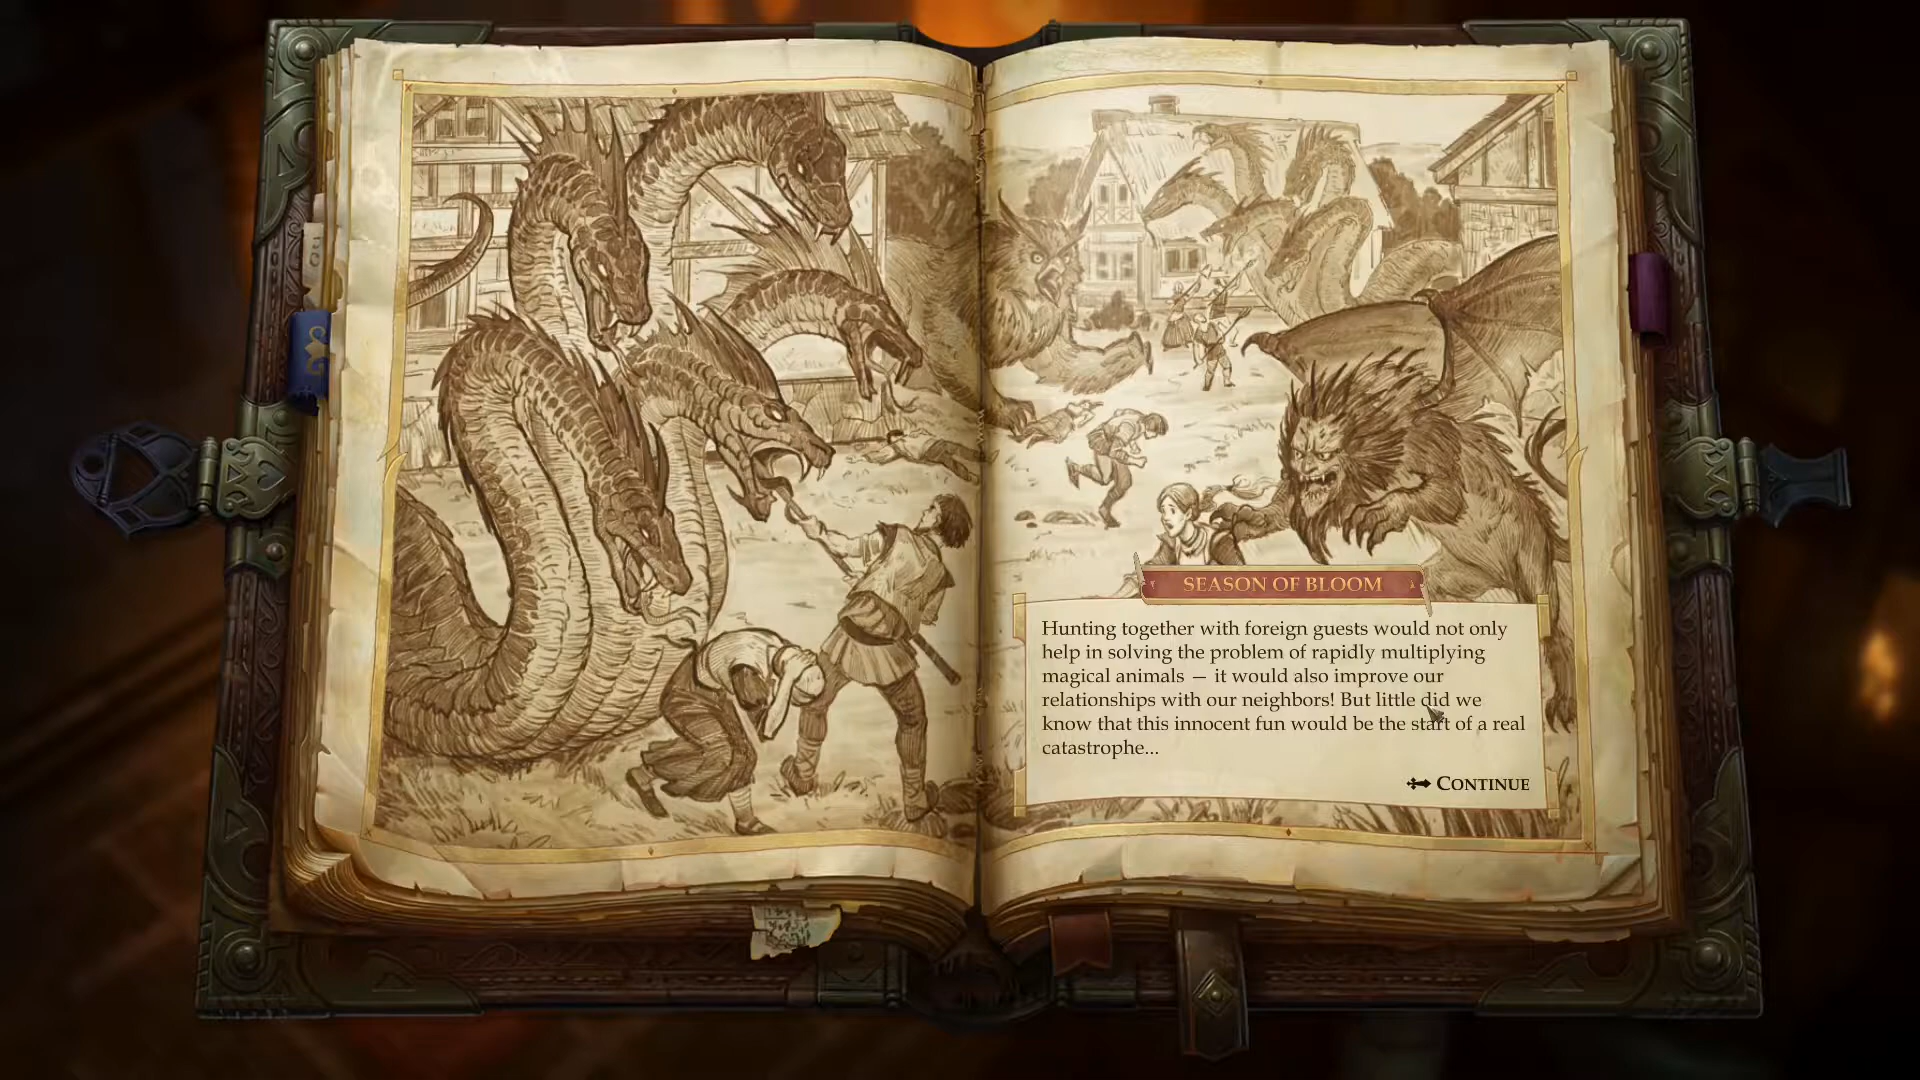 SEASON OF BLOOM
Hunting together with foreign guests would not only
help in solving the problem of rapidly multiplying
magical animals — it would also improve our
relationships with our neighbors! But little did we
know that this innocent fun would be the start of a real
catastrophe...
CONTINUE